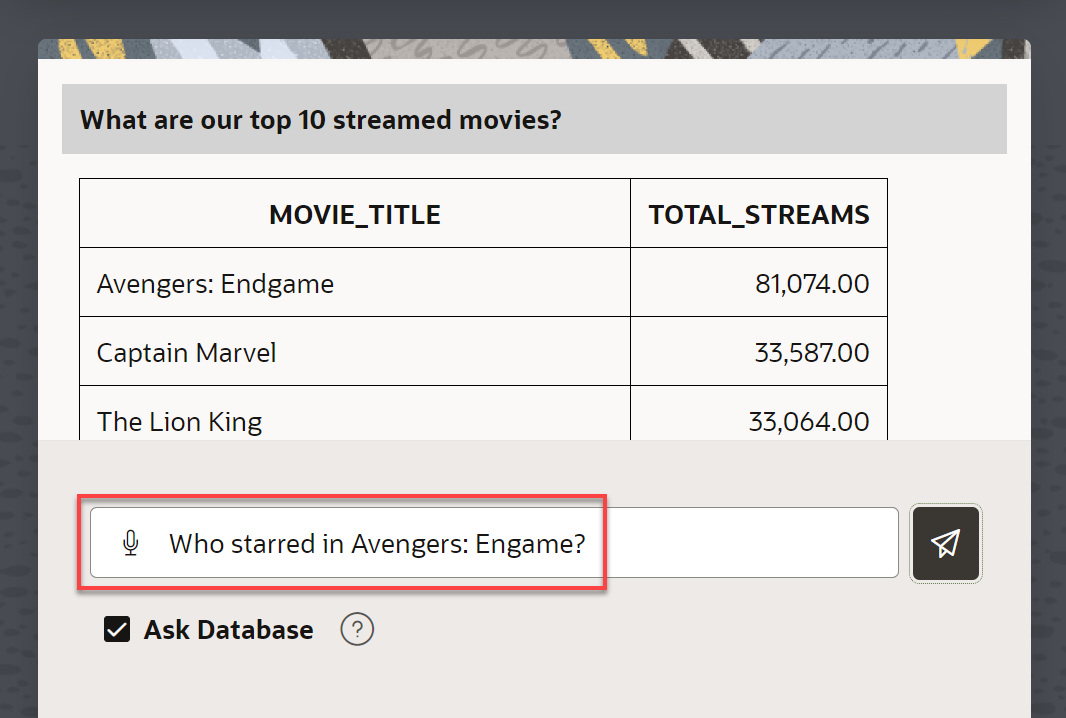 What are our top 10 streamed movies?
MOVIE_TITLE TOTAL_STREAMS
Avengers: Endgame 81,074.00
Captain Marvel 33,587.00
The Lion King 33,064.00
Who starred in Avengers: Engame?
Ask Database ?